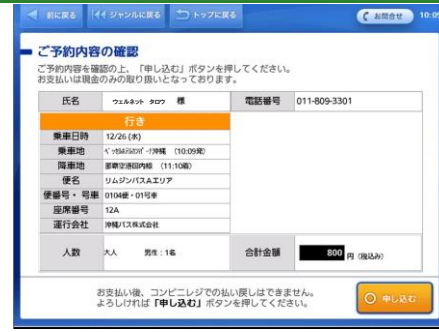 前に戻る ジャンルに戻る トップに戻る お問合せ 10:05
ご予約内容の確認
ご予約内容を確認の上、「申し込む」ボタンを押してください。
お支払いは現金のみの取り扱いとなっております。
氏名 ウェルネット タロウ 様 電話番号 011-809-3301
行き
乗車日時 12/26 (水)
乗車地 (10:09発)
降車地 那覇空港国内線 (11:10着)
便名 リムジンバスAエリア
便番号・号車 0104便・01号車
座席番号 12A
運行会社 沖縄バス株式会社
人数 大人 男性:1名 合計金額 800 円 (税込み)
お支払い後、コンビニレジでの払い戻しはできません。
よろしければ「申し込む」ボタンを押してください。
申し込む